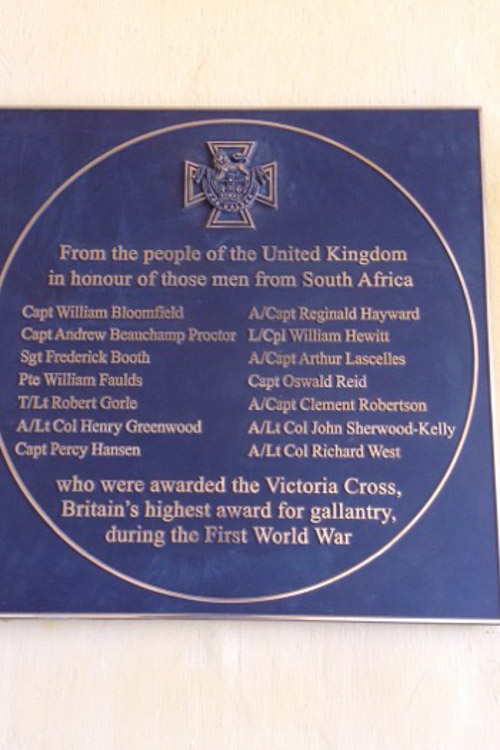 From the people of the United Kingdom
in honour of those men from South Africa
Capt William Bloomfield
Capt Andrew Beauchamp Proctor
Sgt Frederick Booth
Pte William Faulds
T/Lt Robert Gorle
A/Lt Col Henry Greenwood
Capt Percy Hansen
A/Capt Reginald Hayward
L/Cpl William Hewitt
A/Capt Arthur Lascelles
Capt Oswald Reid
A/Capt Clement Robertson
A/Lt Col John Sherwood-Kelly
A/Lt Col Richard West
who were awarded the Victoria Cross,
Britain's highest award for gallantry,
during the First World War